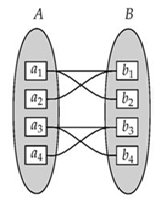 A B
a₁ b₁
a₂ b₂
a₃ b₃
a₄ b₄